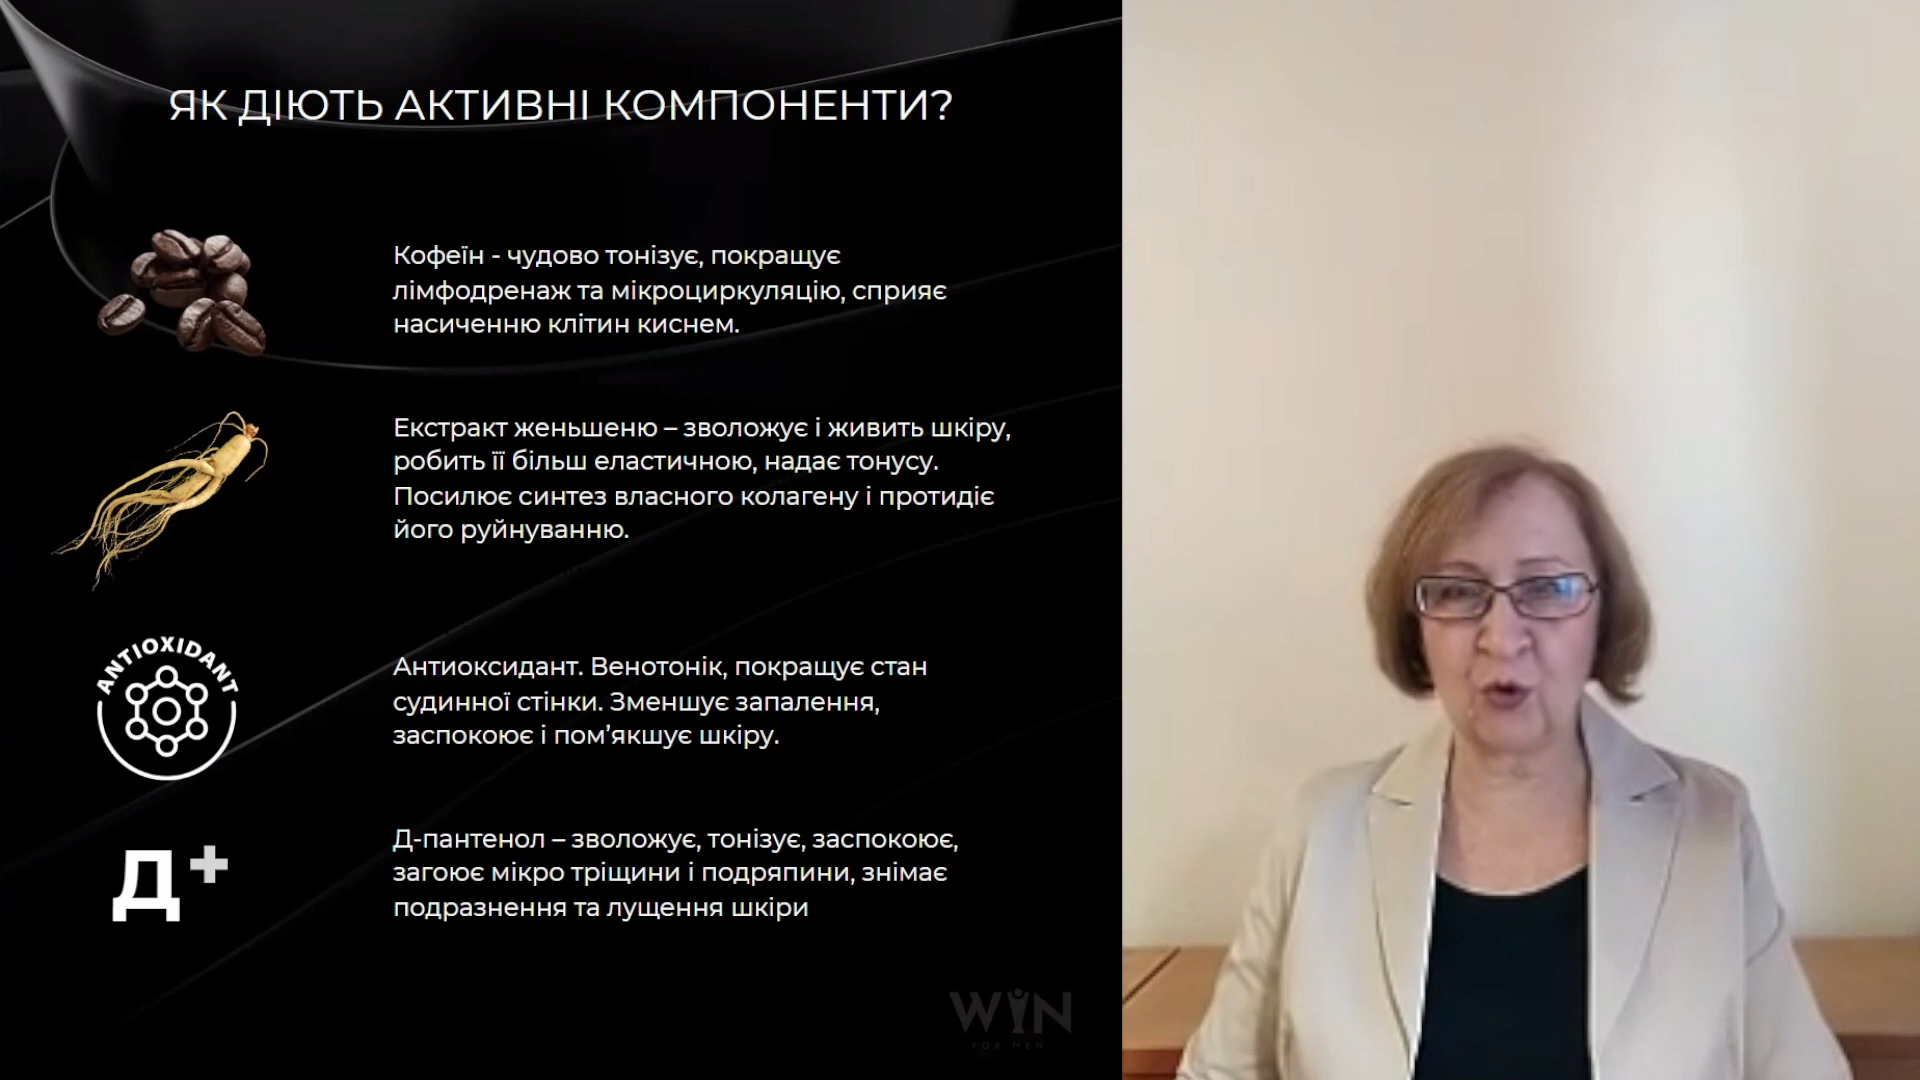 ЯК ДІЮТЬ АКТИВНІ КОМПОНЕНТИ?
Кофеїн - чудово тонізує, покращує
лімфодренаж та мікроциркуляцію, сприяє
насиченню клітин киснем.
Екстракт женьшеню – зволожує і живить шкіру,
робить її більш еластичною, надає тонусу.
Посилює синтез власного колагену і протидіє
його руйнуванню.
ANTIOXIDANT
Антиоксидант. Венотонік, покращує стан
судинної стінки. Зменшує запалення,
заспокоює і пом’якшує шкіру.
Д+
Д-пантенол – зволожує, тонізує, заспокоює,
загоює мікро тріщини і подряпини, знімає
подразнення та лущення шкіри
WIN
FOR MEN